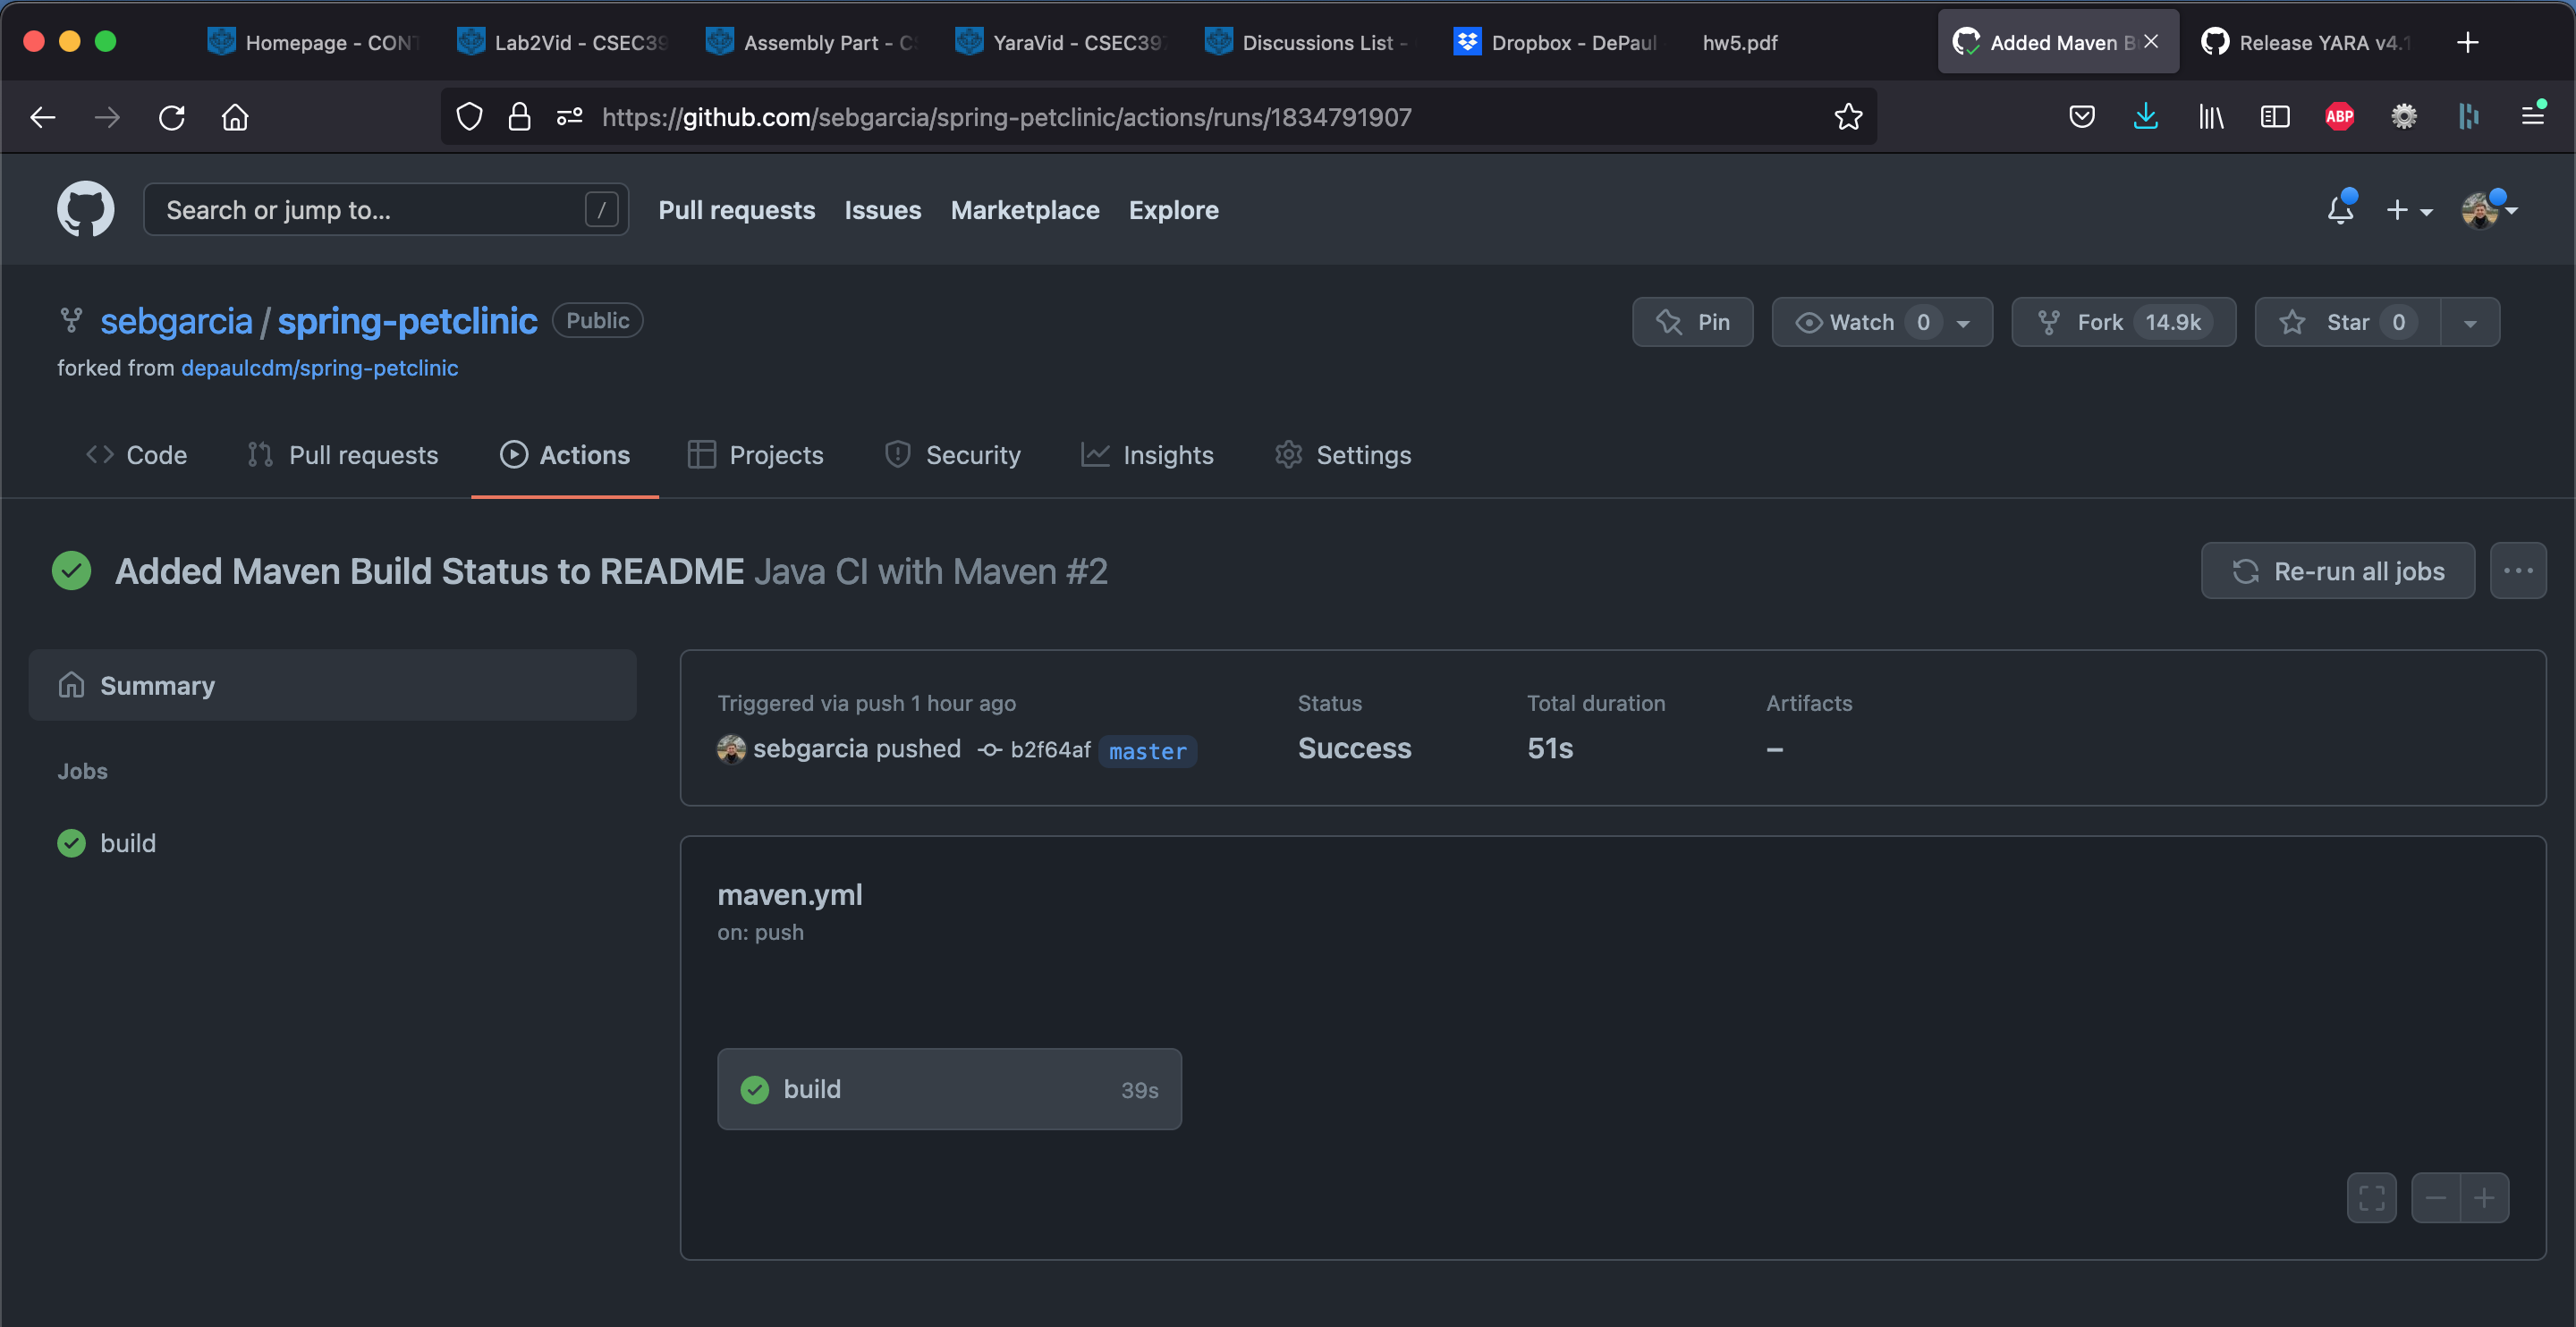 Homepage - CONT
Lab2Vid - CSEC39
Assembly Part - CS
YaraVid - CSEC397
Discussions List -
Dropbox - DePaul
hw5.pdf
Added Maven B
Release YARA v4.1
https://github.com/sebgarcia/spring-petclinic/actions/runs/1834791907
ABP
Search or jump to... /
Pull requests
Issues
Marketplace
Explore
sebgarcia / spring-petclinic Public
Pin
Watch 0
Fork 14.9k
Star 0
forked from depaulcdm/spring-petclinic
Code
Pull requests
Actions
Projects
Security
Insights
Settings
Added Maven Build Status to README Java CI with Maven #2
Re-run all jobs
Summary
Jobs
build
Triggered via push 1 hour ago
sebgarcia pushed b2f64af master
Status
Success
Total duration
51s
Artifacts
–
maven.yml
on: push
build 39s